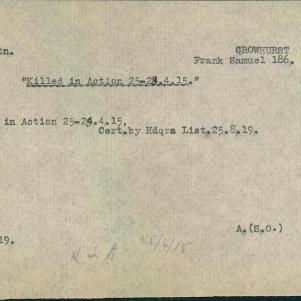 tn.
CROWHURST
Frank Samuel 186.
"Killed in Action 25-28.4.15."
in Action 25-29.4.15,
Cert.by Hdqrs List.25.8.19.
A.(S.O.)
19.
K in A 25/4/15